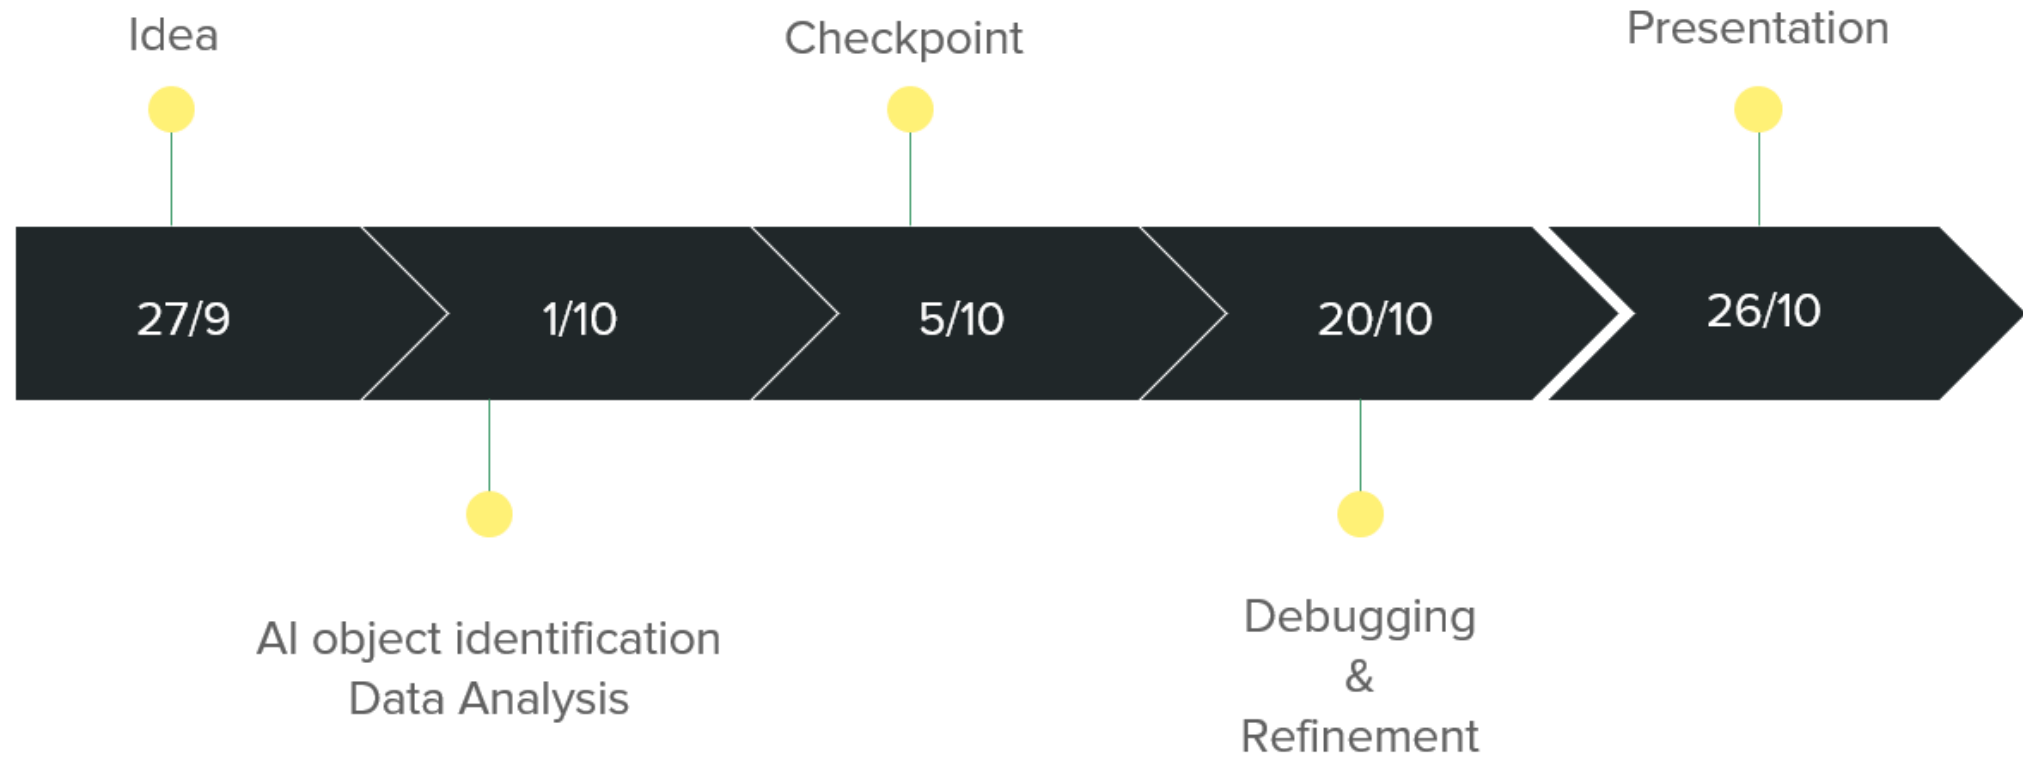 Idea
Checkpoint
Presentation
27/9
1/10
5/10
20/10
26/10
AI object identification
Data Analysis
Debugging
&
Refinement